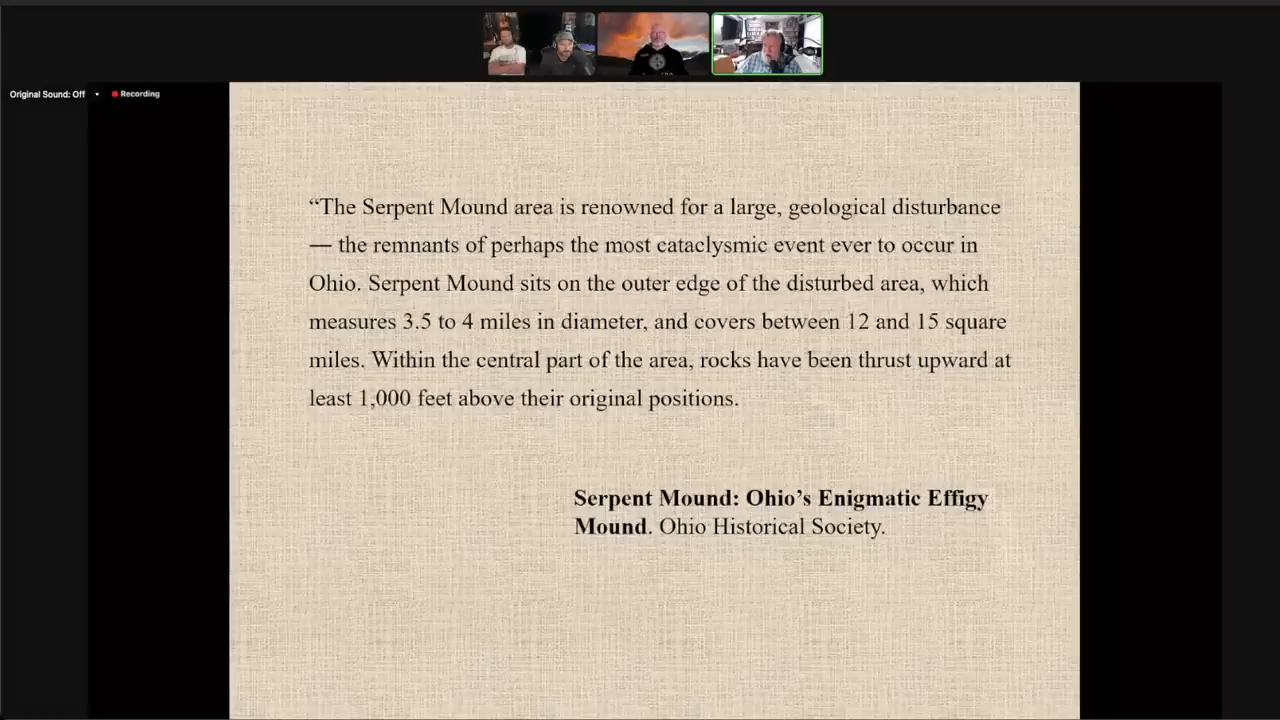 Original Sound: Off
Recording
“The Serpent Mound area is renowned for a large, geological disturbance
— the remnants of perhaps the most cataclysmic event ever to occur in
Ohio. Serpent Mound sits on the outer edge of the disturbed area, which
measures 3.5 to 4 miles in diameter, and covers between 12 and 15 square
miles. Within the central part of the area, rocks have been thrust upward at
least 1,000 feet above their original positions.
Serpent Mound: Ohio’s Enigmatic Effigy
Mound. Ohio Historical Society.